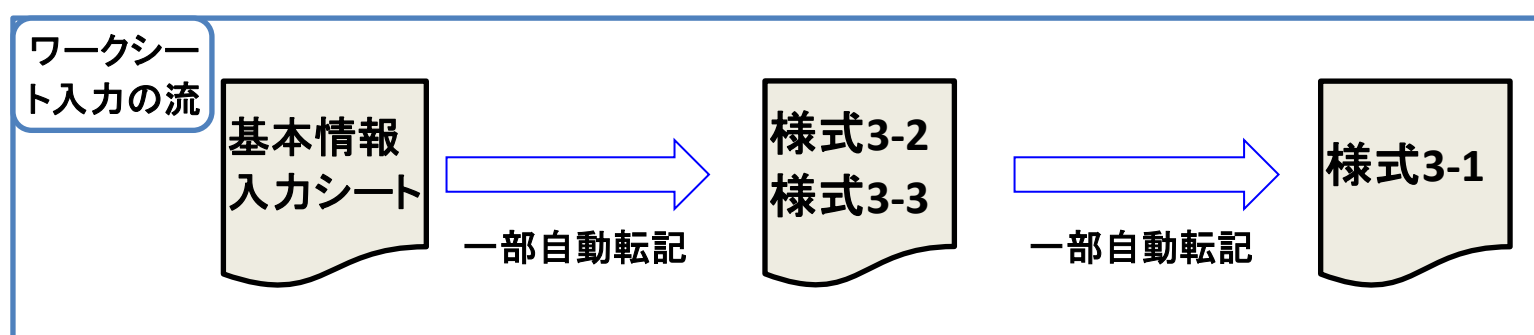 ワークシー
ト入力の流
基本情報
入力シート
一部自動転記
様式3-2
様式3-3
一部自動転記
様式3-1